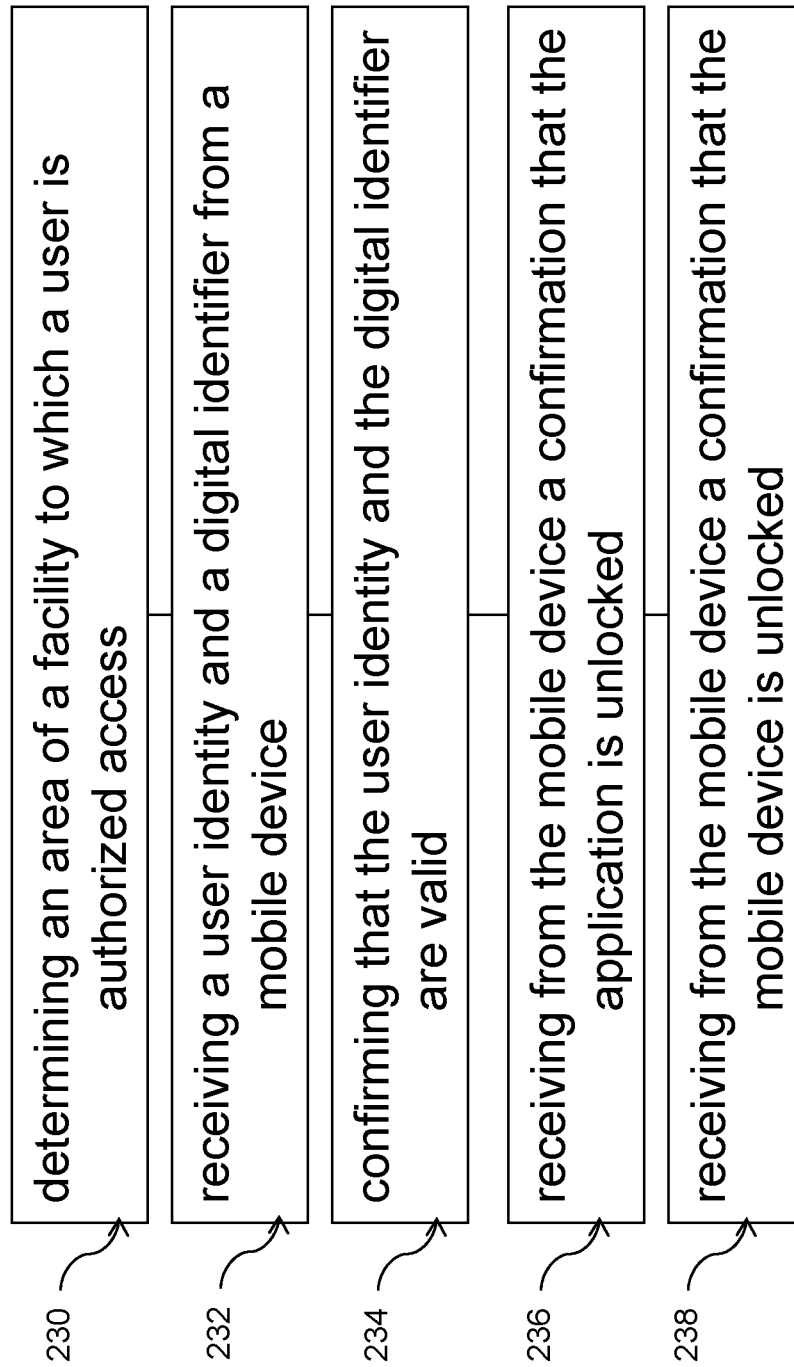 230
determining an area of a facility to which a user is
authorized access
232
receiving a user identity and a digital identifier from a
mobile device
234
confirming that the user identity and the digital identifier
are valid
236
receiving from the mobile device a confirmation that the
application is unlocked
238
receiving from the mobile device a confirmation that the
mobile device is unlocked